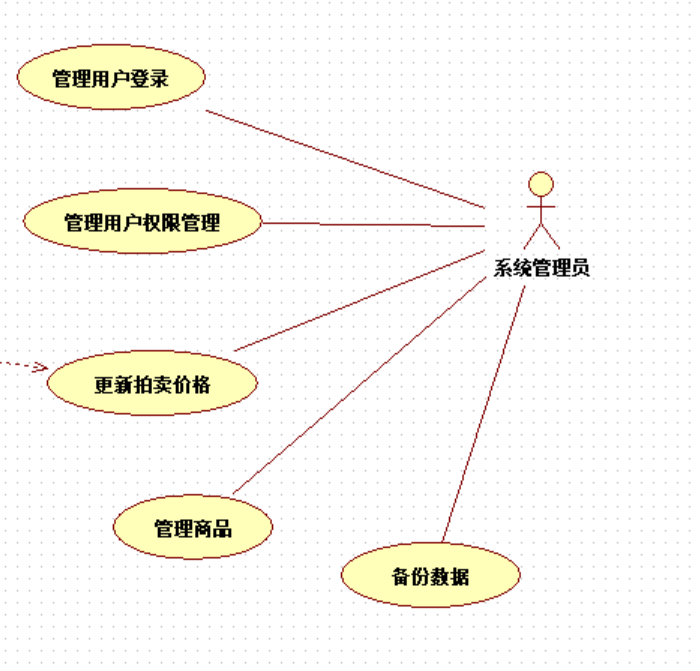 管理用户登录
管理用户权限管理
系统管理员
更新拍卖价格
管理商品
备份数据